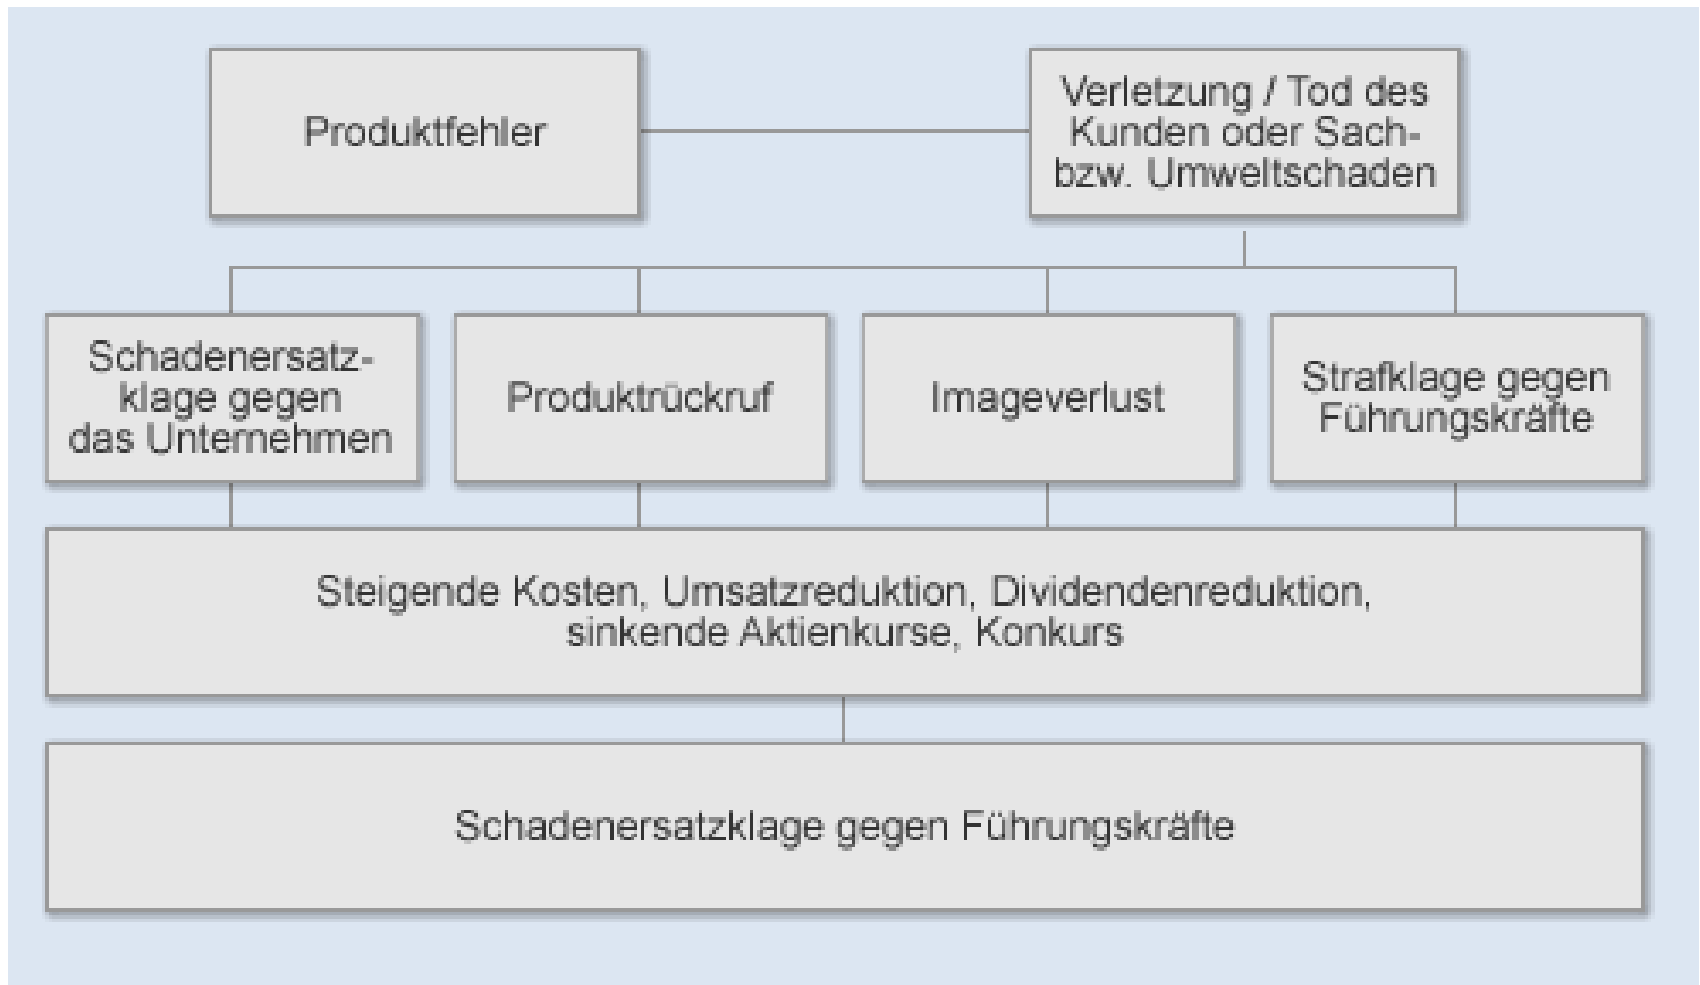 Produktfehler
Verletzung / Tod des
Kunden oder Sach-
bzw. Umweltschaden
Schadenersatz-
klage gegen
das Unternehmen
Produktrückruf
Imageverlust
Strafklage gegen
Führungskräfte
Steigende Kosten, Umsatzreduktion, Dividendenreduktion,
sinkende Aktienkurse, Konkurs
Schadenersatzklage gegen Führungskräfte